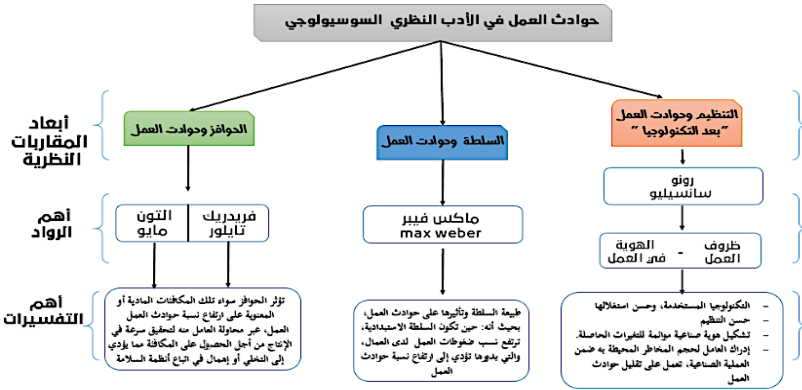 حوادث العمل في الأدب النظري السوسيولوجي
أبعاد
المقاربات
النظرية
التنظيم وحوادث العمل
"بعد التكنولوجيا "
السلطة وحوادث العمل
الحوافز وحوادث العمل
أهم
الرواد
رونو
سانسيليو
ظروف - الهوية
العمل في العمل
ماكس فيبر
max weber
فريدريك
تايلور
التون
مايو
أهم
التفسيرات
- التكنولوجيا المستخدمة، وحسن استغلالها
- حسن التنظيم
- تشكيل هوية صناعية موائمة للتغيرات الحاصلة.
- إدراك العامل لحجم المخاطر المحيطة به ضمن
العملية الصناعية، تعمل على تقليل حوادث
العمل
طبيعة السلطة وتأثيرها على حوادث العمل،
بحيث أنه: حين تكون السلطة الاستبدادية،
ترتفع نسب ضغوطات العمل لدى العمال،
والتي بدورها تؤدي إلى ارتفاع نسبة حوادث
العمل
تؤثر الحوافز سواء تلك المكافئات المادية أو
المعنوية على ارتفاع نسبة حوادث العمل
العمل، عبر محاولة العامل منه لتحقيق سرعة في
الإنتاج من أجل الحصول على المكافئة مما يؤدي
إلى التخلي أو إهمال في اتباع أنظمة السلامة